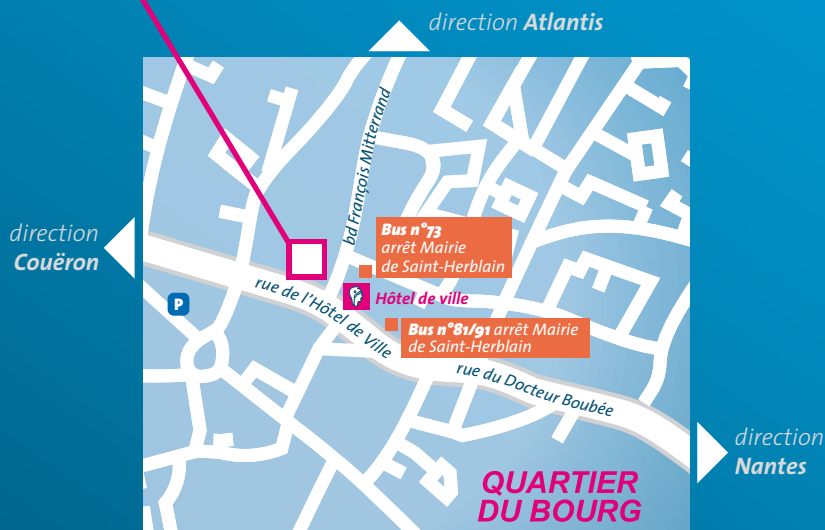 direction Atlantis
bd François Mitterrand
Bus n°73
arrêt Mairie
de Saint-Herblain
direction
Couëron
P
Hôtel de ville
rue de l'Hôtel de Ville
Bus n°81/91 arrêt Mairie
de Saint-Herblain
rue du Docteur Boubée
direction
Nantes
QUARTIER
DU BOURG